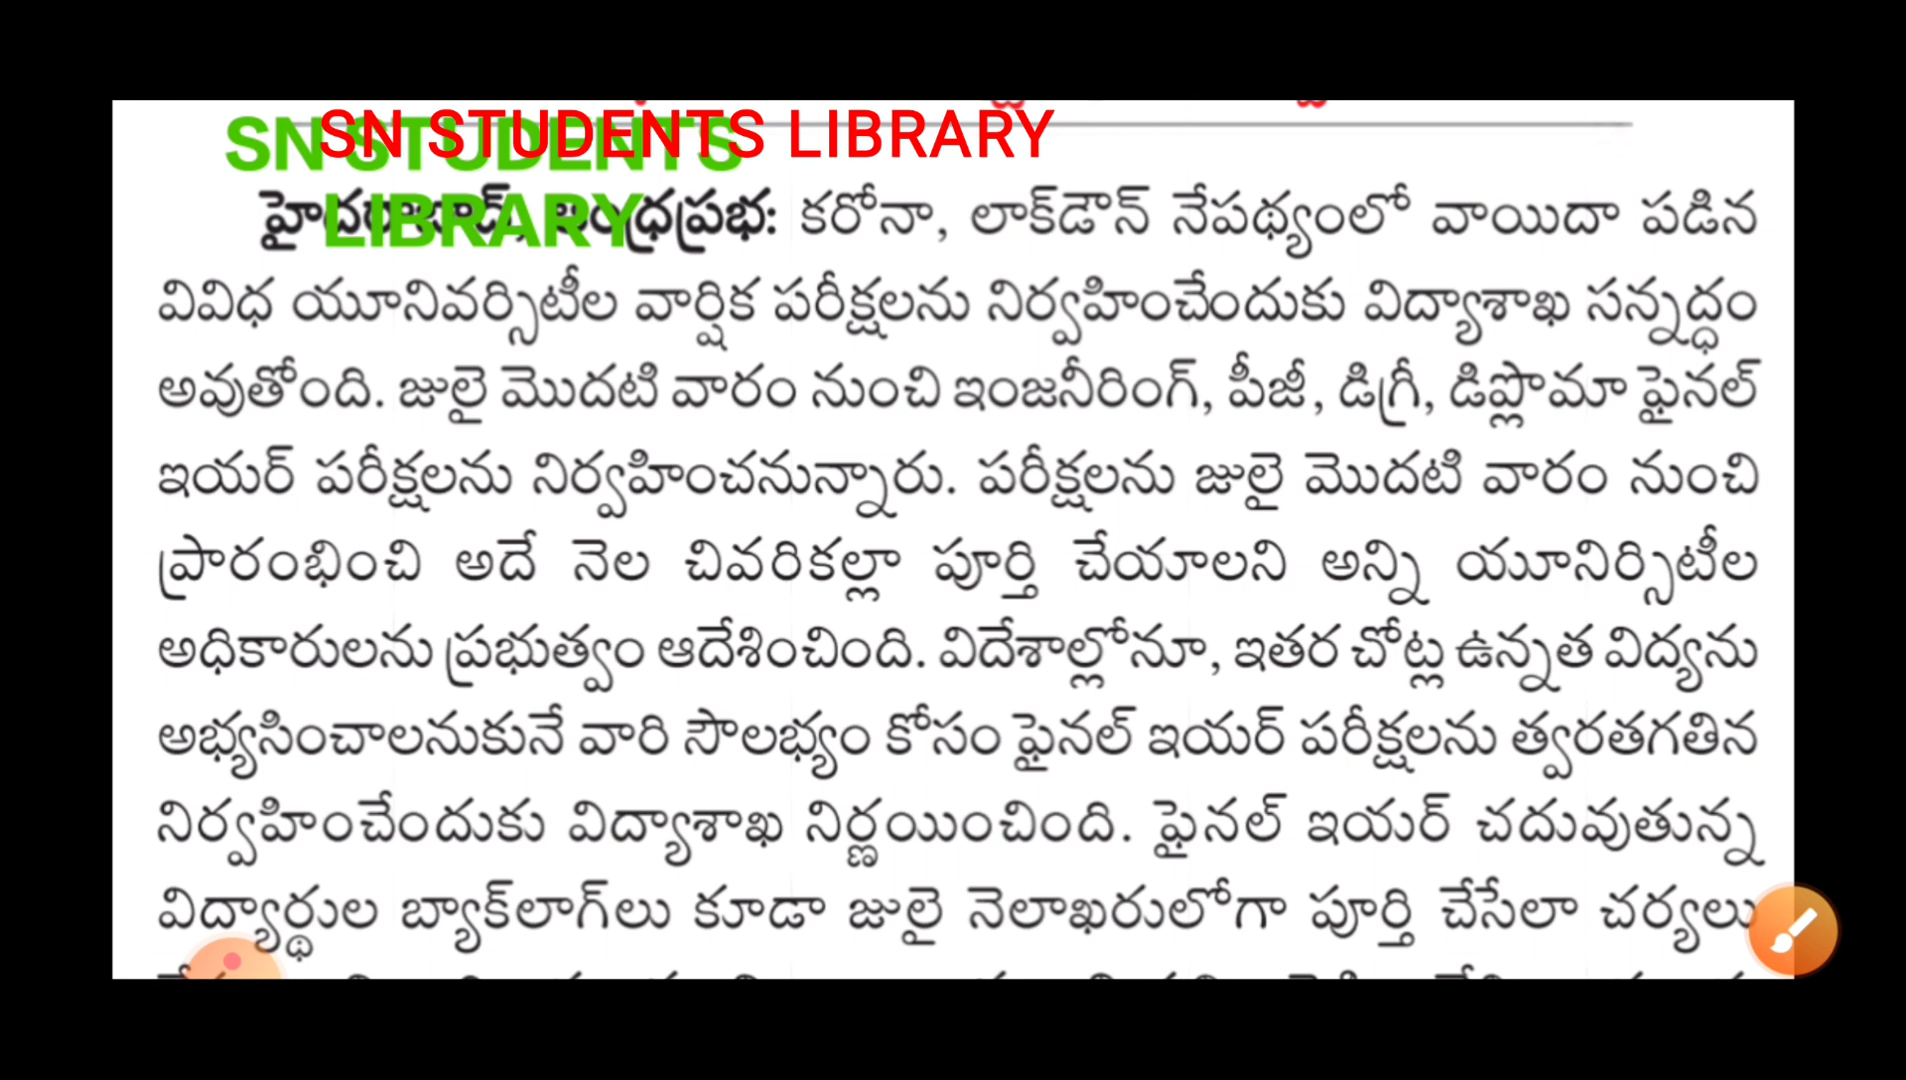 SN STUDENTS LIBRARY
SN STUDENTS
LIBRARY
కరోనా, లాక్‌డౌన్ నేపథ్యంలో వాయిదా పడిన
వివిధ యూనివర్సిటీల వార్షిక పరీక్షలను నిర్వహించేందుకు విద్యాశాఖ సన్నద్ధం
అవుతోంది. జులై మొదటి వారం నుంచి ఇంజనీరింగ్, పీజీ, డిగ్రీ, డిప్లొమా ఫైనల్
ఇయర్ పరీక్షలను నిర్వహించనున్నారు. పరీక్షలను జులై మొదటి వారం నుంచి
ప్రారంభించి అదే నెల చివరికల్లా పూర్తి చేయాలని అన్ని యూనిర్సిటీల
అధికారులను ప్రభుత్వం ఆదేశించింది. విదేశాల్లోనూ, ఇతర చోట్ల ఉన్నత విద్యను
అభ్యసించాలనుకునే వారి సౌలభ్యం కోసం ఫైనల్ ఇయర్ పరీక్షలను త్వరతగతిన
నిర్వహించేందుకు విద్యాశాఖ నిర్ణయించింది. ఫైనల్ ఇయర్ చదువుతున్న
విద్యార్థుల బ్యాక్‌లాగ్‌లు కూడా జులై నెలాఖరులోగా పూర్తి చేసేలా చర్యలు